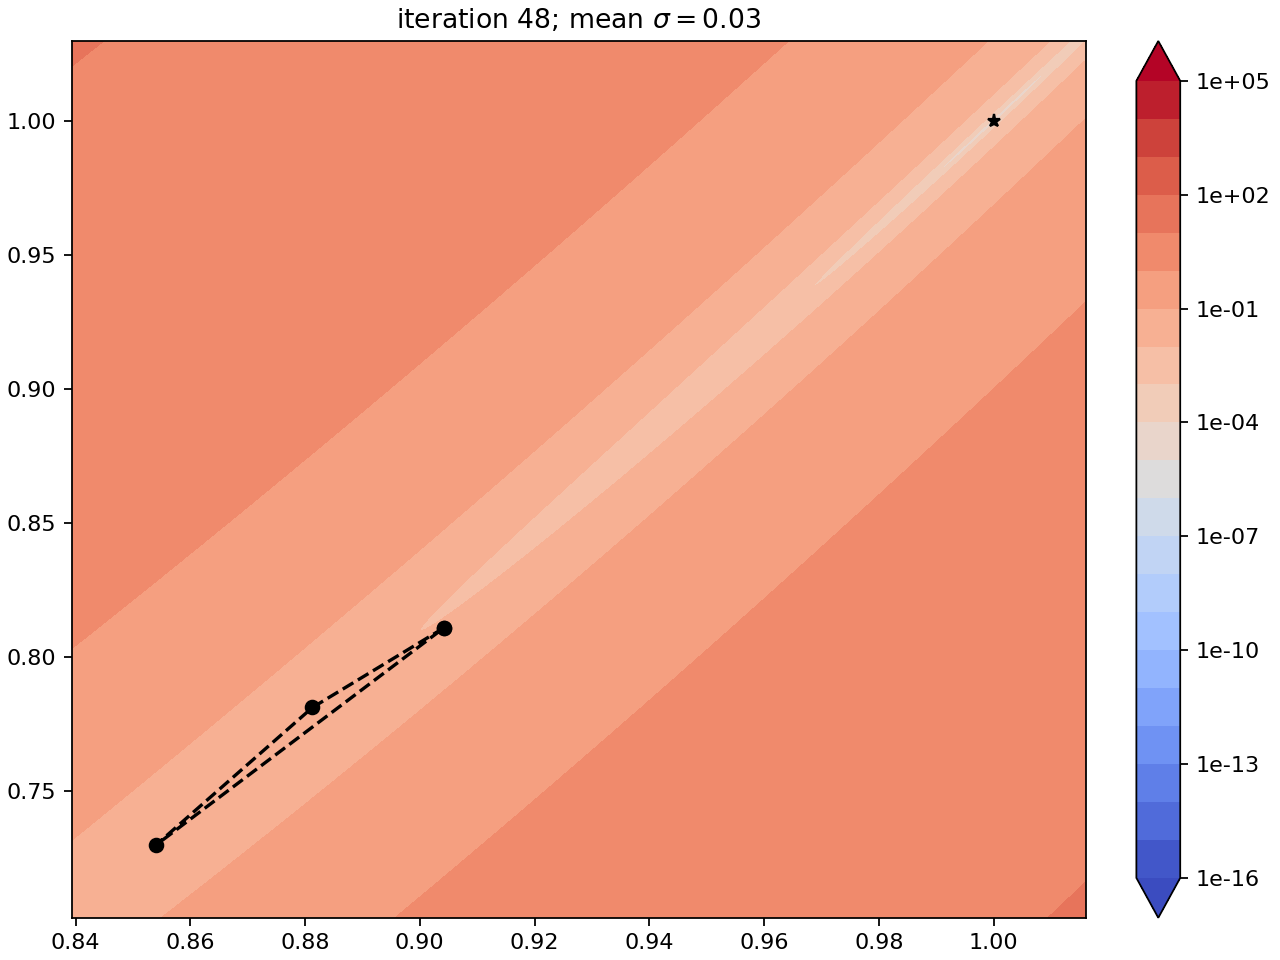 iteration 48; mean σ = 0.03
1.00
0.95
0.90
0.85
0.80
0.75
0.84 0.86 0.88 0.90 0.92 0.94 0.96 0.98 1.00
1e+05
1e+02
1e-01
1e-04
1e-07
1e-10
1e-13
1e-16